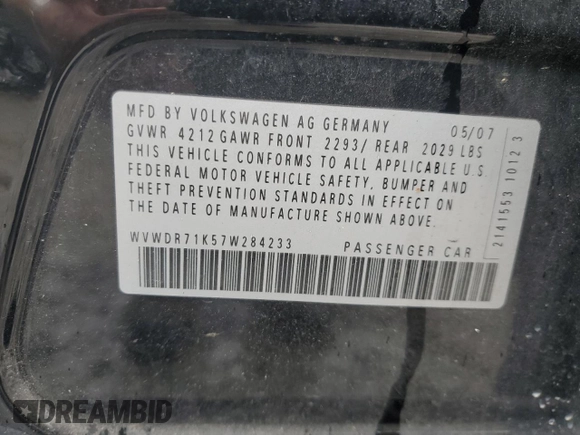 MFD BY VOLKSWAGEN AG GERMANY 05/07
GVWR 4212 GAWR FRONT 2293/ REAR 2029 LBS
THIS VEHICLE CONFORMS TO ALL APPLICABLE U.S
FEDERAL MOTOR VEHICLE SAFETY, BUMPER AND
THEFT PREVENTION STANDARDS IN EFFECT ON
THE DATE OF MANUFACTURE SHOWN ABOVE.
WVWDR71K57W284233 PASSENGER CAR
2141553 1012 3
DREAMBID